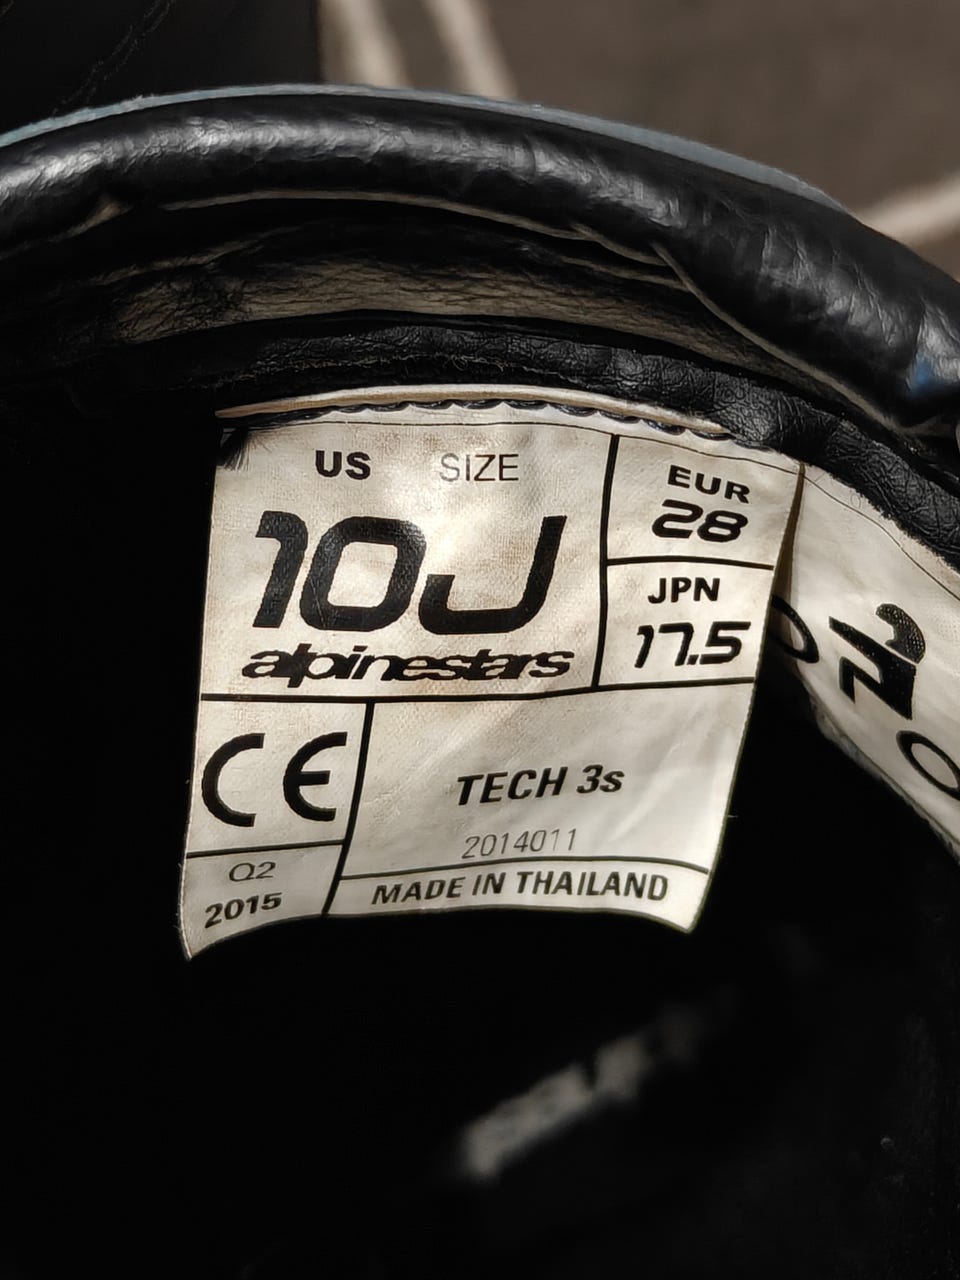 US SIZE
10J
alpinestars
EUR
28
JPN
17.5
CE
Q2
2015
TECH 3s
2014011
MADE IN THAILAND